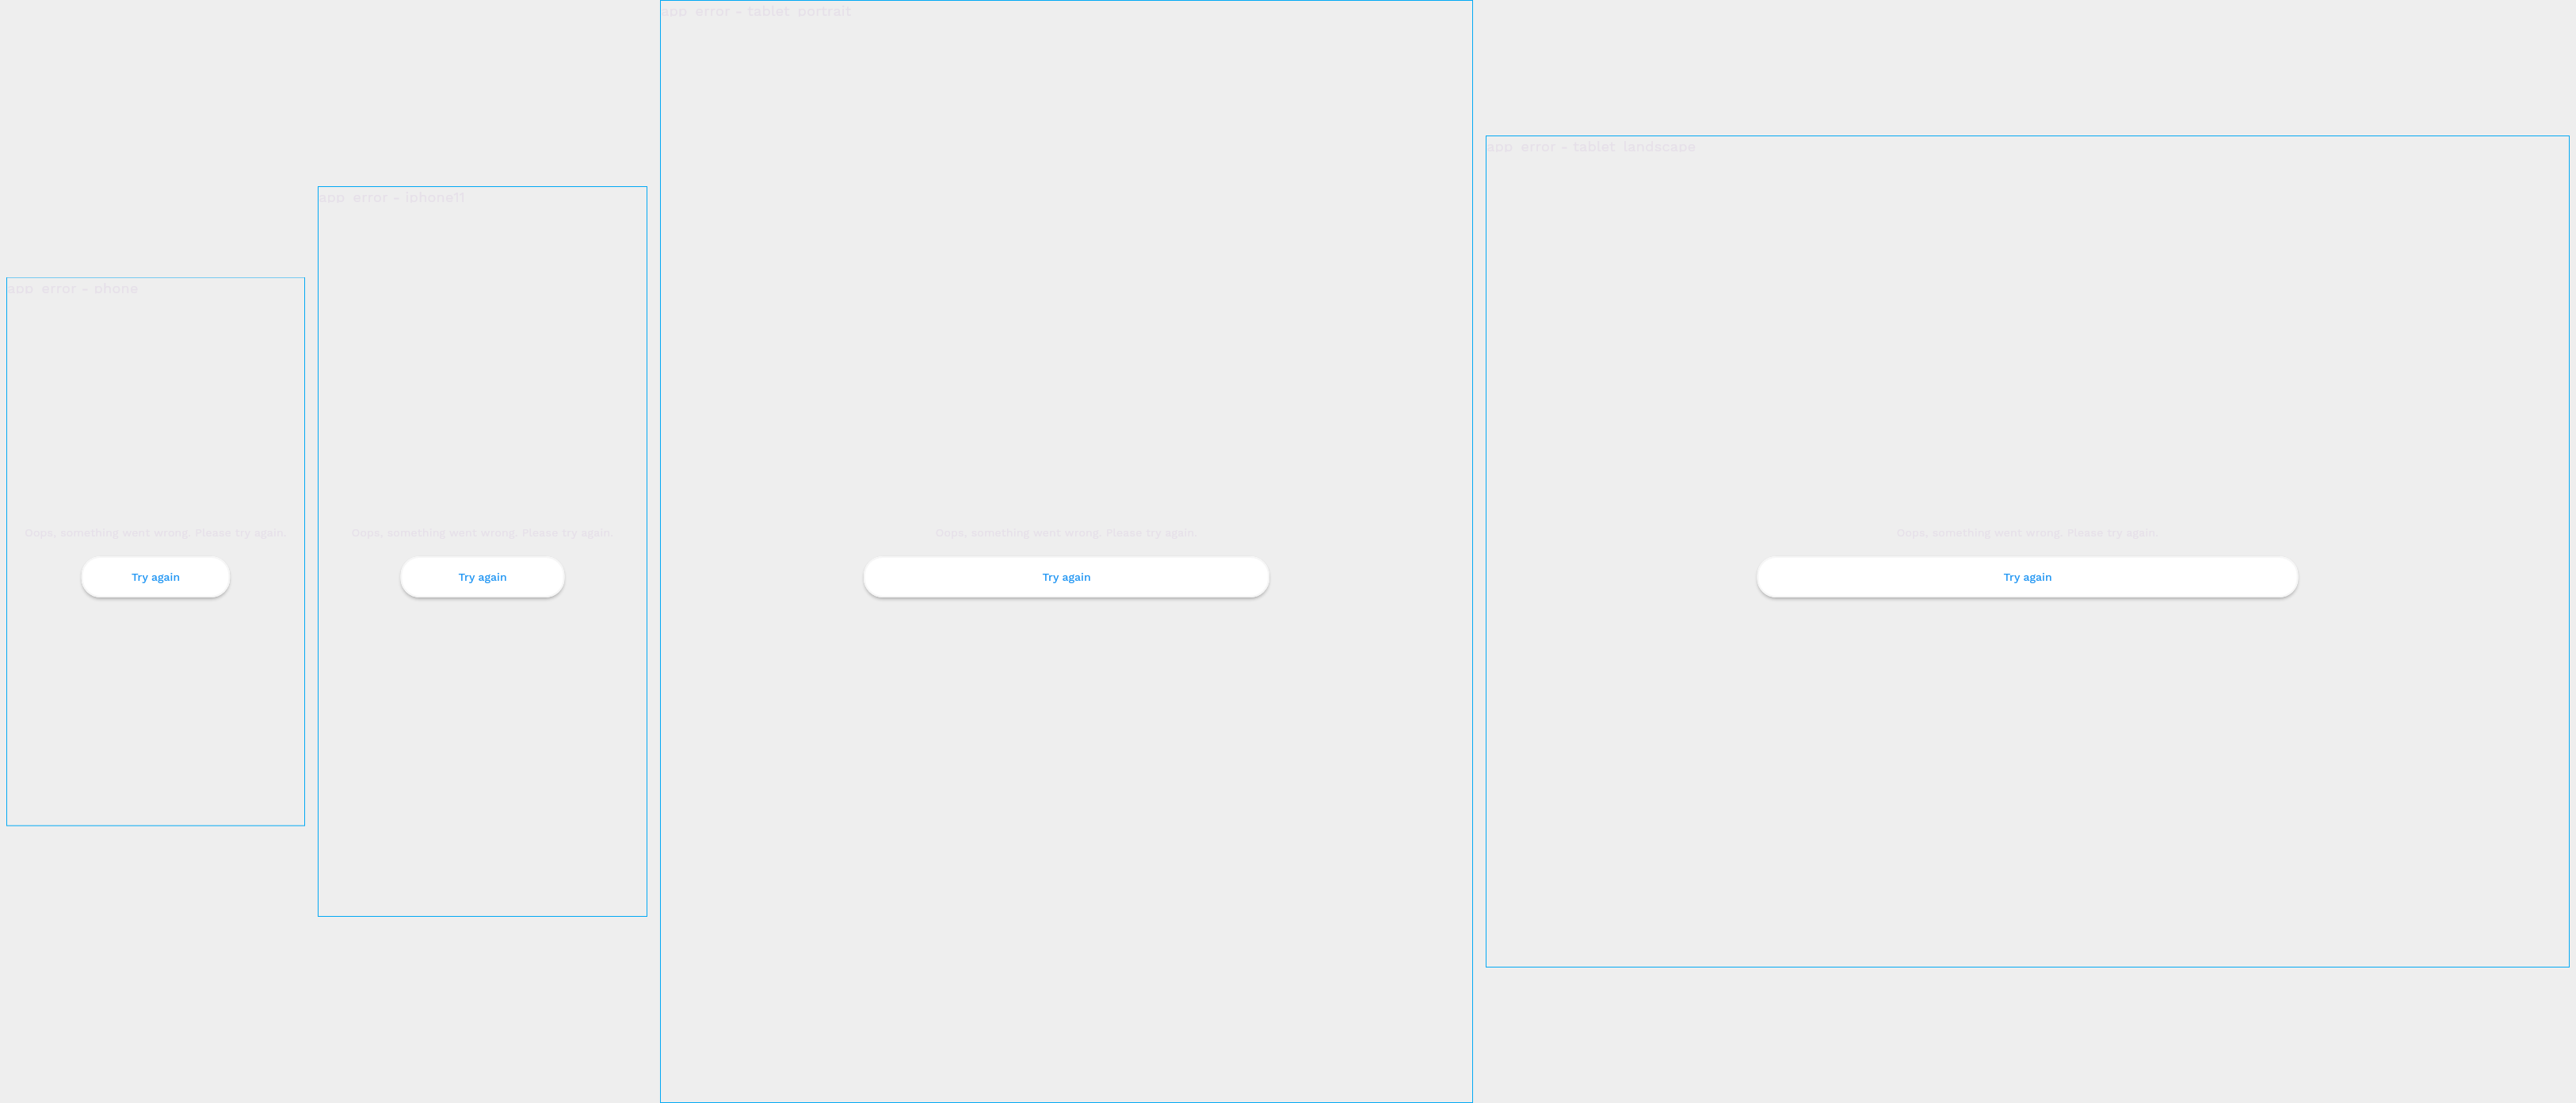 app_error - phone
Oops, something went wrong. Please try again.
Try again
app_error - iphone11
Oops, something went wrong. Please try again.
Try again
app_error - tablet_portrait
Oops, something went wrong. Please try again.
Try again
app_error - tablet_landscape
Oops, something went wrong. Please try again.
Try again